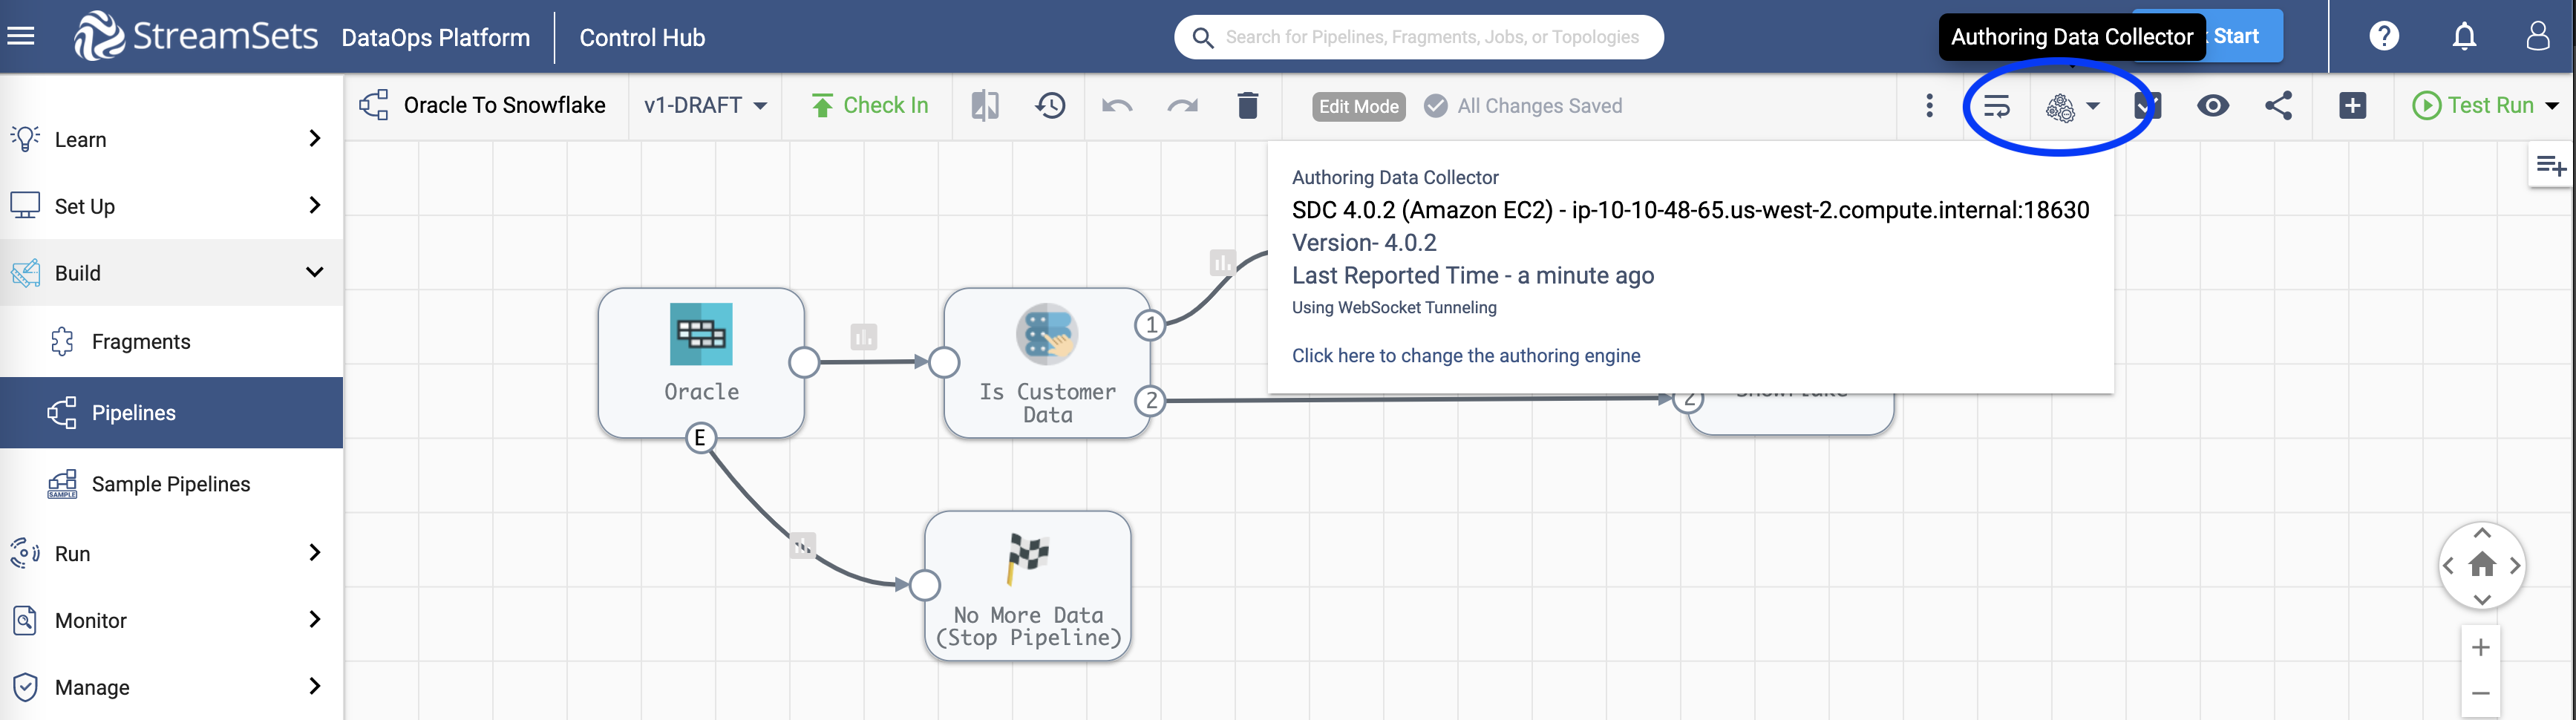 StreamSets DataOps Platform Control Hub
Search for Pipelines, Fragments, Jobs, or Topologies
Authoring Data Collector
Start
Oracle To Snowflake
v1-DRAFT
Check In
Edit Mode
All Changes Saved
Test Run
Learn
Set Up
Build
Fragments
Pipelines
SAMPLE
Sample Pipelines
Run
Monitor
Manage
Authoring Data Collector
SDC 4.0.2 (Amazon EC2) - ip-10-10-48-65.us-west-2.compute.internal:18630
Version- 4.0.2
Last Reported Time - a minute ago
Using WebSocket Tunneling
Click here to change the authoring engine
Oracle
E
Is Customer
Data
1
2
2
Snowflake
No More Data
(Stop Pipeline)